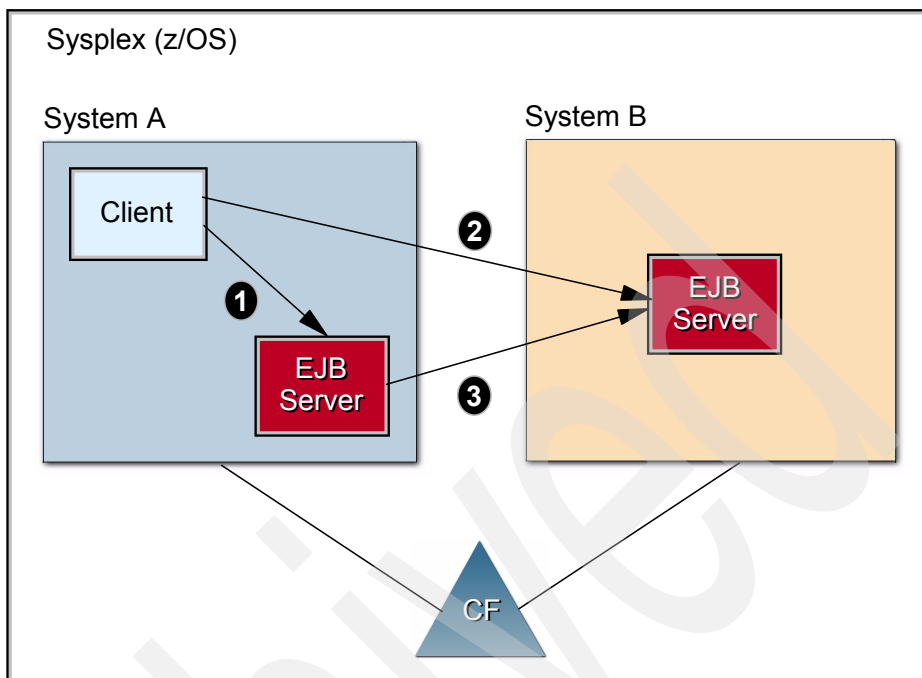 Sysplex (z/OS)
System A
System B
Client
2
1
EJB
Server
EJB
Server
3
CF